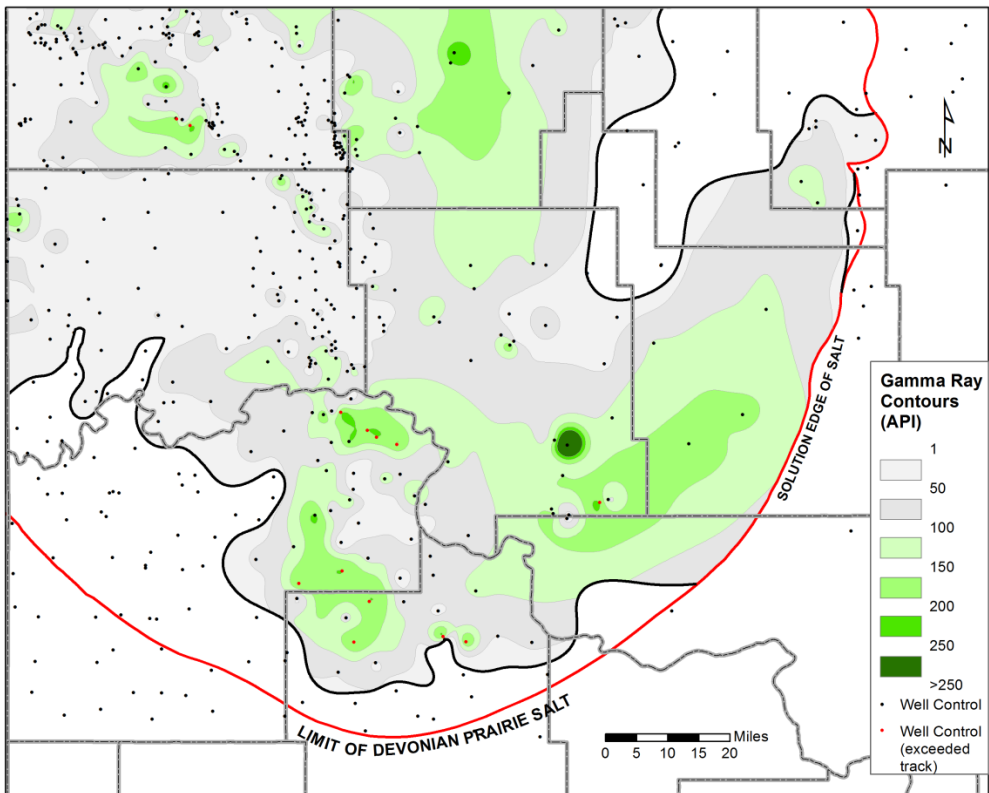 N
SOLUTION EDGE OF SALT
LIMIT OF DEVONIAN PRAIRIE SALT
Miles
0 5 10 20
Gamma Ray
Contours
(API)
1
50
100
150
200
250
>250
Well Control
Well Control
(exceeded
track)